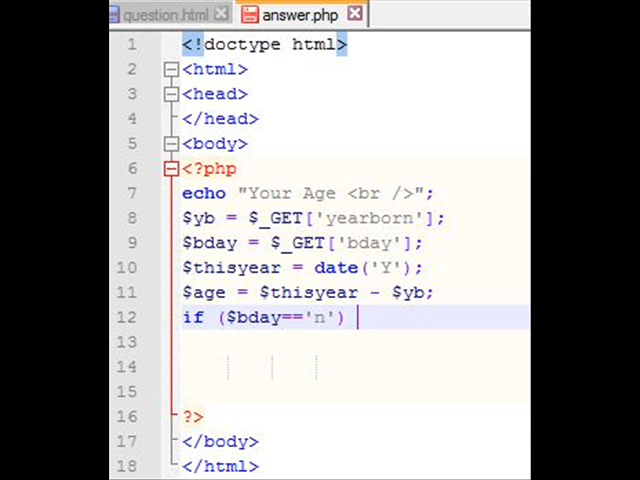 question.html answer.php
1 <!doctype html>
2 <html>
3 <head>
4 </head>
5 <body>
6 <?php
7 echo "Your Age <br />";
8 $yb = $_GET['yearborn'];
9 $bday = $_GET['bday'];
10 $thisyear = date('Y');
11 $age = $thisyear - $yb;
12 if ($bday=='n')
13
14
15
16 ?>
17 </body>
18 </html>